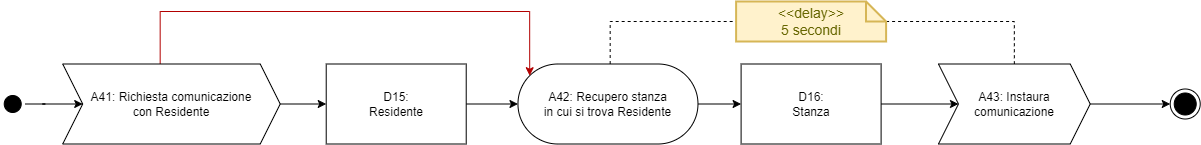 <<delay>>
5 secondi
A41: Richiesta comunicazione
con Residente
D15:
Residente
A42: Recupero stanza
in cui si trova Residente
D16:
Stanza
A43: Instaura
comunicazione